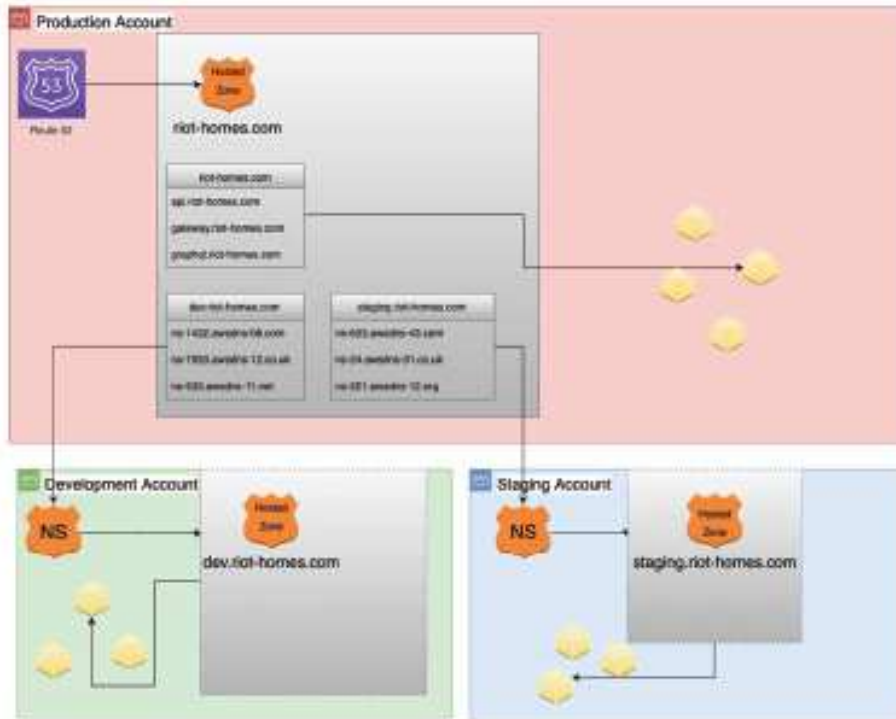 Production Account
53
Route 53
Hosted
Zone
riot-homes.com
riot-homes.com
api.riot-homes.com
gateway.riot-homes.com
graphql.riot-homes.com
dev.riot-homes.com
staging.riot-homes.com
Development Account
NS
Hosted
Zone
dev.riot-homes.com
Staging Account
NS
Hosted
Zone
staging.riot-homes.com